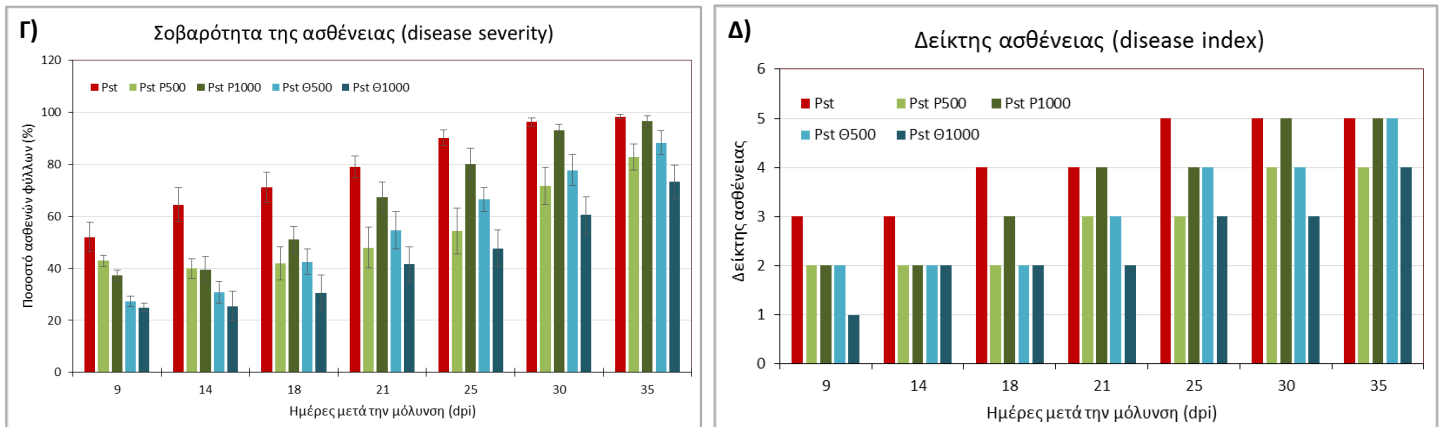 Γ)
Σοβαρότητα της ασθένειας (disease severity)
Ποσοστό ασθενών φύλλων (%)
120
100
80
60
40
20
0
Pst Pst P500 Pst P1000 Pst Θ500 Pst Θ1000
9 14 18 21 25 30 35
Ημέρες μετά την μόλυνση (dpi)
Δ)
Δείκτης ασθένειας (disease index)
Δείκτης ασθένειας
6
5
4
3
2
1
0
Pst Pst P500 Pst P1000
Pst Θ500 Pst Θ1000
9 14 18 21 25 30 35
Ημέρες μετά την μόλυνση (dpi)